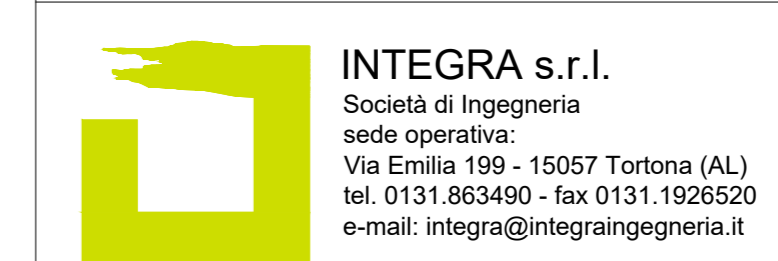 INTEGRA s.r.l.
Società di Ingegneria
sede operativa:
Via Emilia 199 - 15057 Tortona (AL)
tel. 0131.863490 - fax 0131.1926520
e-mail: integra@integraingegneria.it